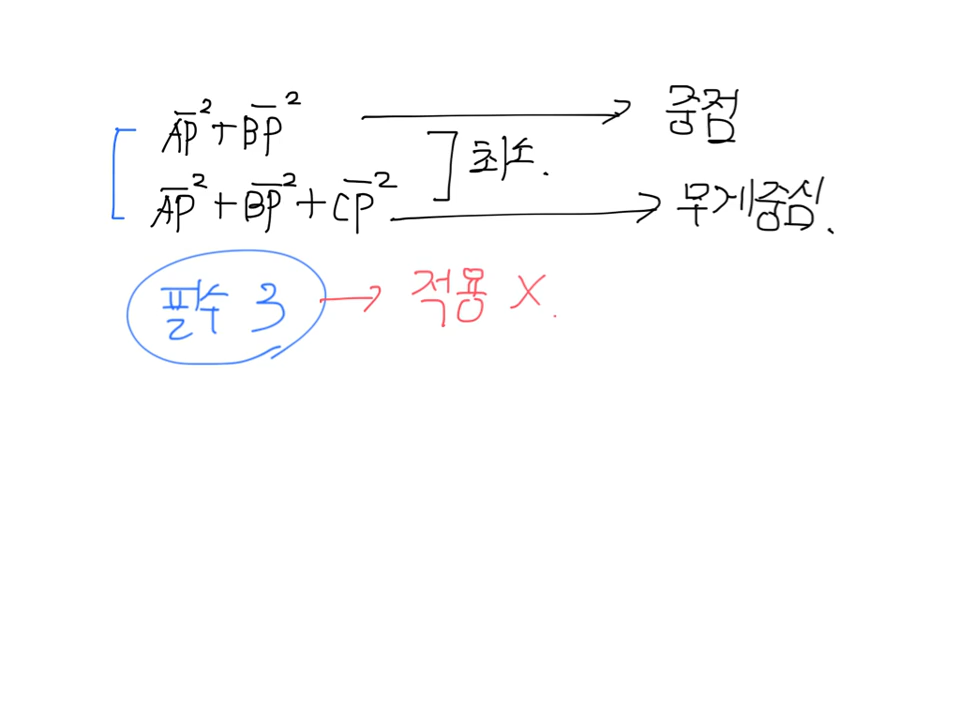 AP²+BP² → 중점
] 최소.
AP²+BP²+CP² → 무게중심.
필수 3 → 적용 X.